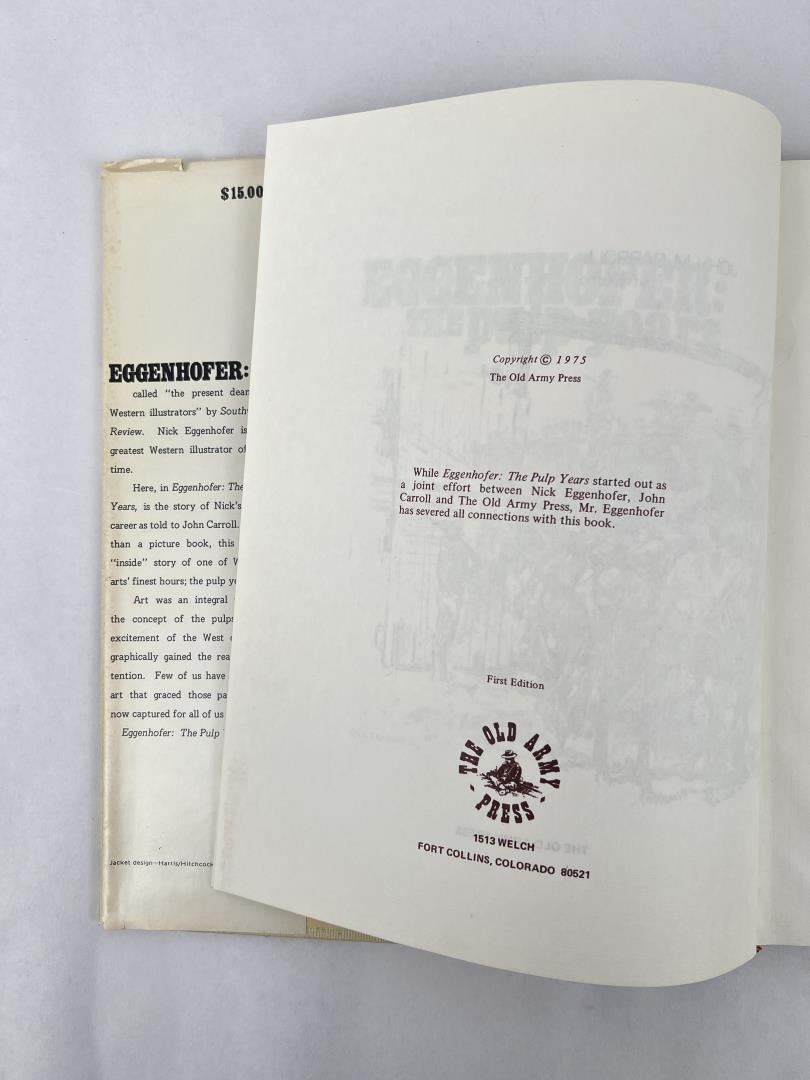 $15.00
EGGENHOFER:
called "the present dean
Western illustrators" by South
Review. Nick Eggenhofer is
greatest Western illustrator of
time.
Here, in Eggenhofer: The
Years, is the story of Nick's
career as told to John Carroll.
than a picture book, this
"inside" story of one of W
arts' finest hours; the pulp ye
Art was an integral
the concept of the pulps
excitement of the West
graphically gained the rea
tention. Few of us have
art that graced those pa
now captured for all of us
Eggenhofer: The Pulp
Jacket design—Harris/Hitchcock
Copyright © 1975
The Old Army Press
While Eggenhofer: The Pulp Years started out as
a joint effort between Nick Eggenhofer, John
Carroll and The Old Army Press, Mr. Eggenhofer
has severed all connections with this book.
First Edition
THE OLD ARMY
PRESS
1513 WELCH
FORT COLLINS, COLORADO 80521